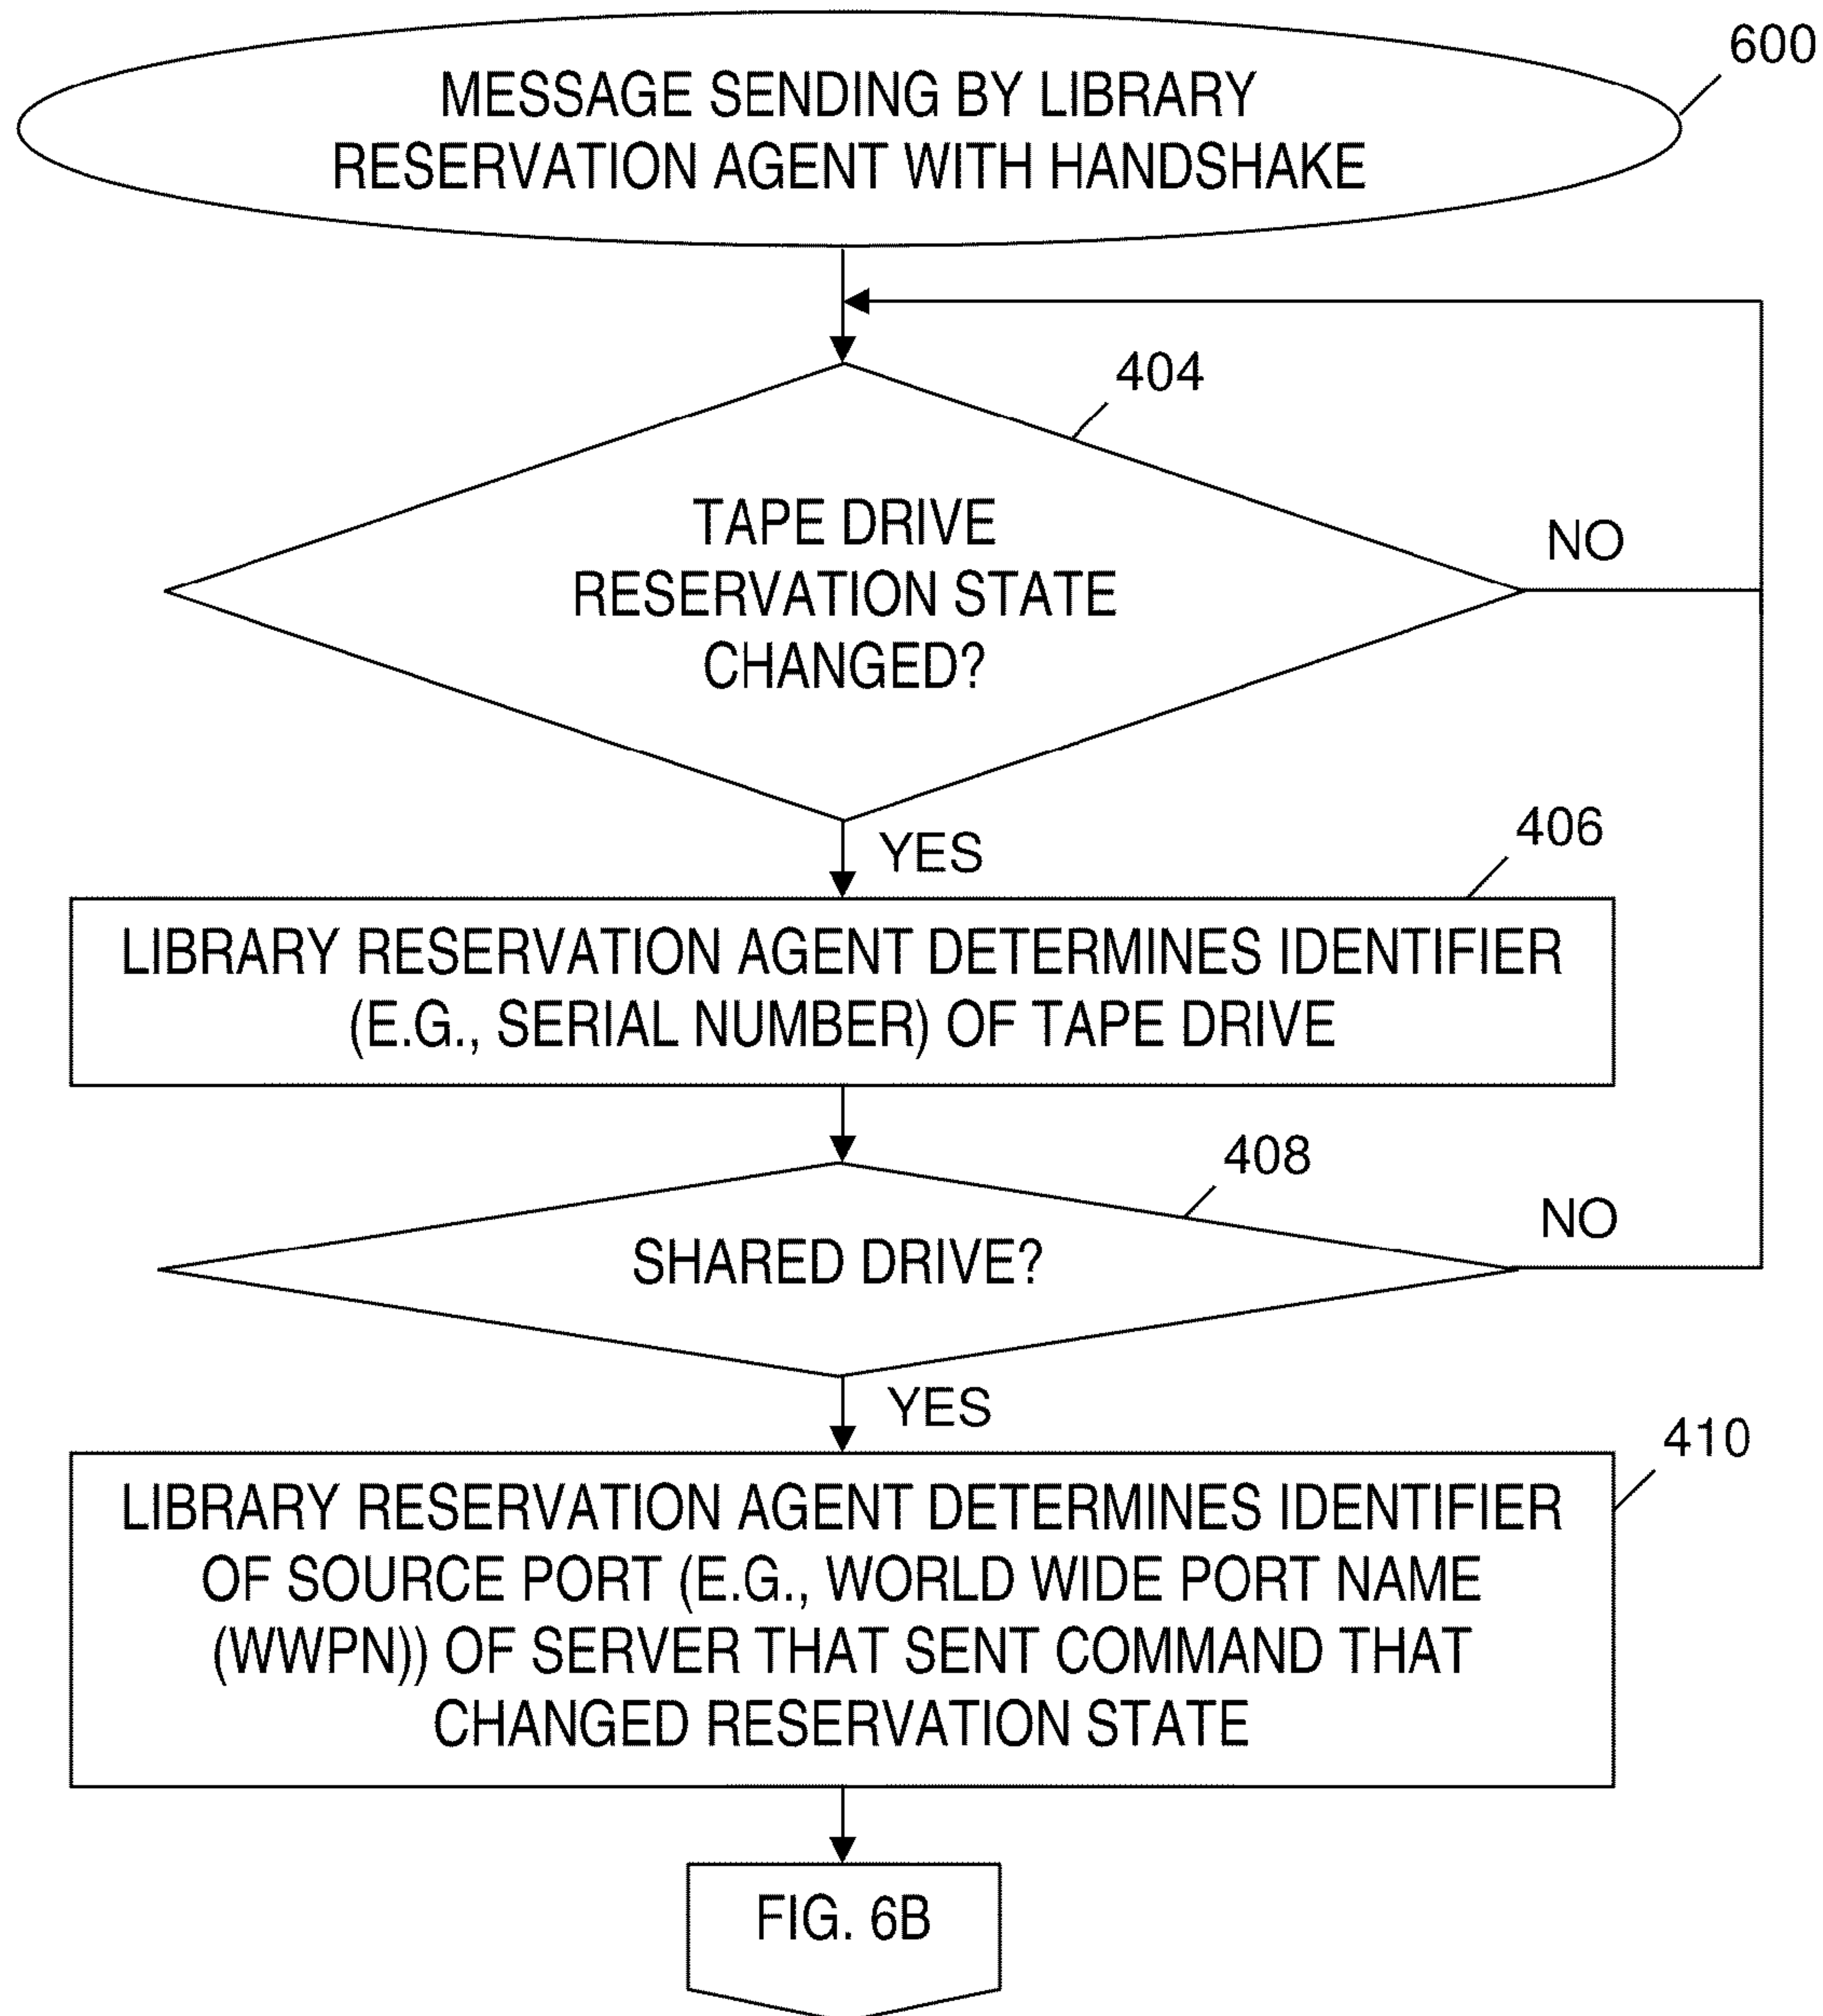 600
MESSAGE SENDING BY LIBRARY
RESERVATION AGENT WITH HANDSHAKE
404
TAPE DRIVE
RESERVATION STATE
CHANGED?
NO
YES
406
LIBRARY RESERVATION AGENT DETERMINES IDENTIFIER
(E.G., SERIAL NUMBER) OF TAPE DRIVE
408
SHARED DRIVE?
NO
YES
410
LIBRARY RESERVATION AGENT DETERMINES IDENTIFIER
OF SOURCE PORT (E.G., WORLD WIDE PORT NAME
(WWPN)) OF SERVER THAT SENT COMMAND THAT
CHANGED RESERVATION STATE
FIG. 6B